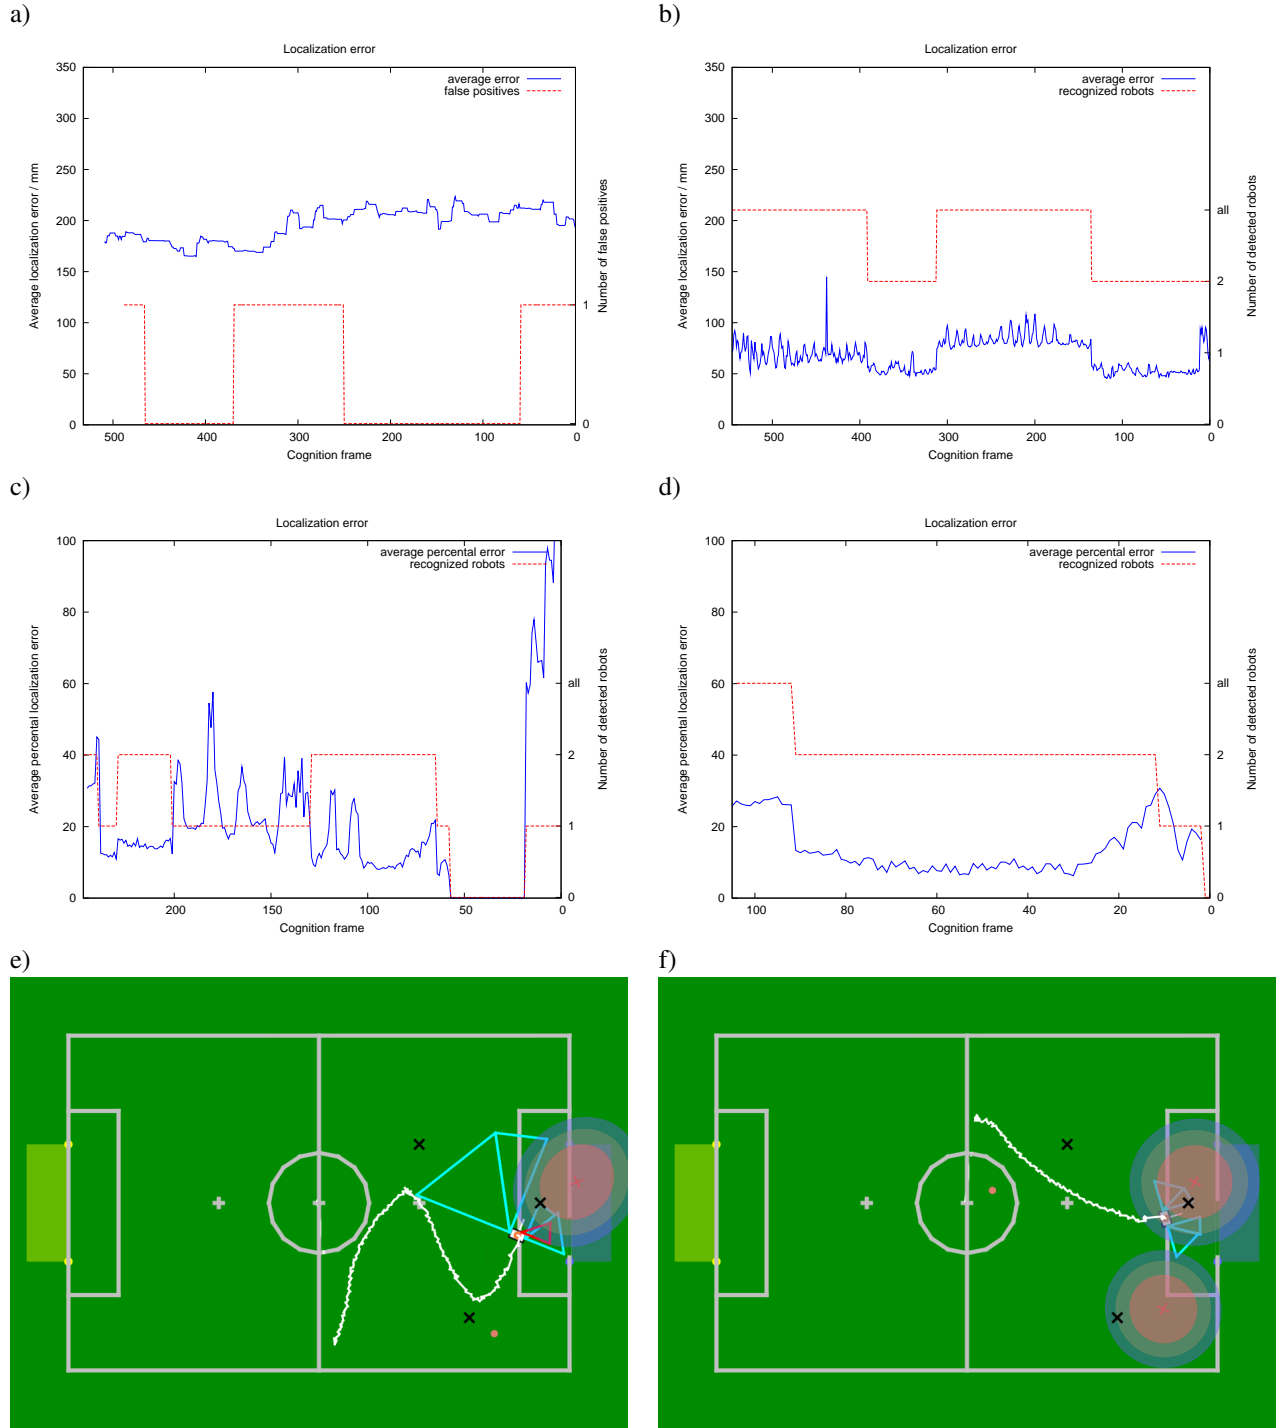 a)
b)
Localization error
Localization error
350
300
250
200
150
100
50
0
Average localization error / mm
average error
false positives
1
0
Number of false positives
500 400 300 200 100 0
Cognition frame
350
300
250
200
150
100
50
0
Average localization error / mm
average error
recognized robots
all
2
1
0
Number of detected robots
500 400 300 200 100 0
Cognition frame
c)
d)
Localization error
Localization error
100
80
60
40
20
0
Average percental localization error
average percental error
recognized robots
all
2
1
0
Number of detected robots
200 150 100 50 0
Cognition frame
100
80
60
40
20
0
Average percental localization error
average percental error
recognized robots
all
2
1
0
Number of detected robots
100 80 60 40 20 0
Cognition frame
e)
f)